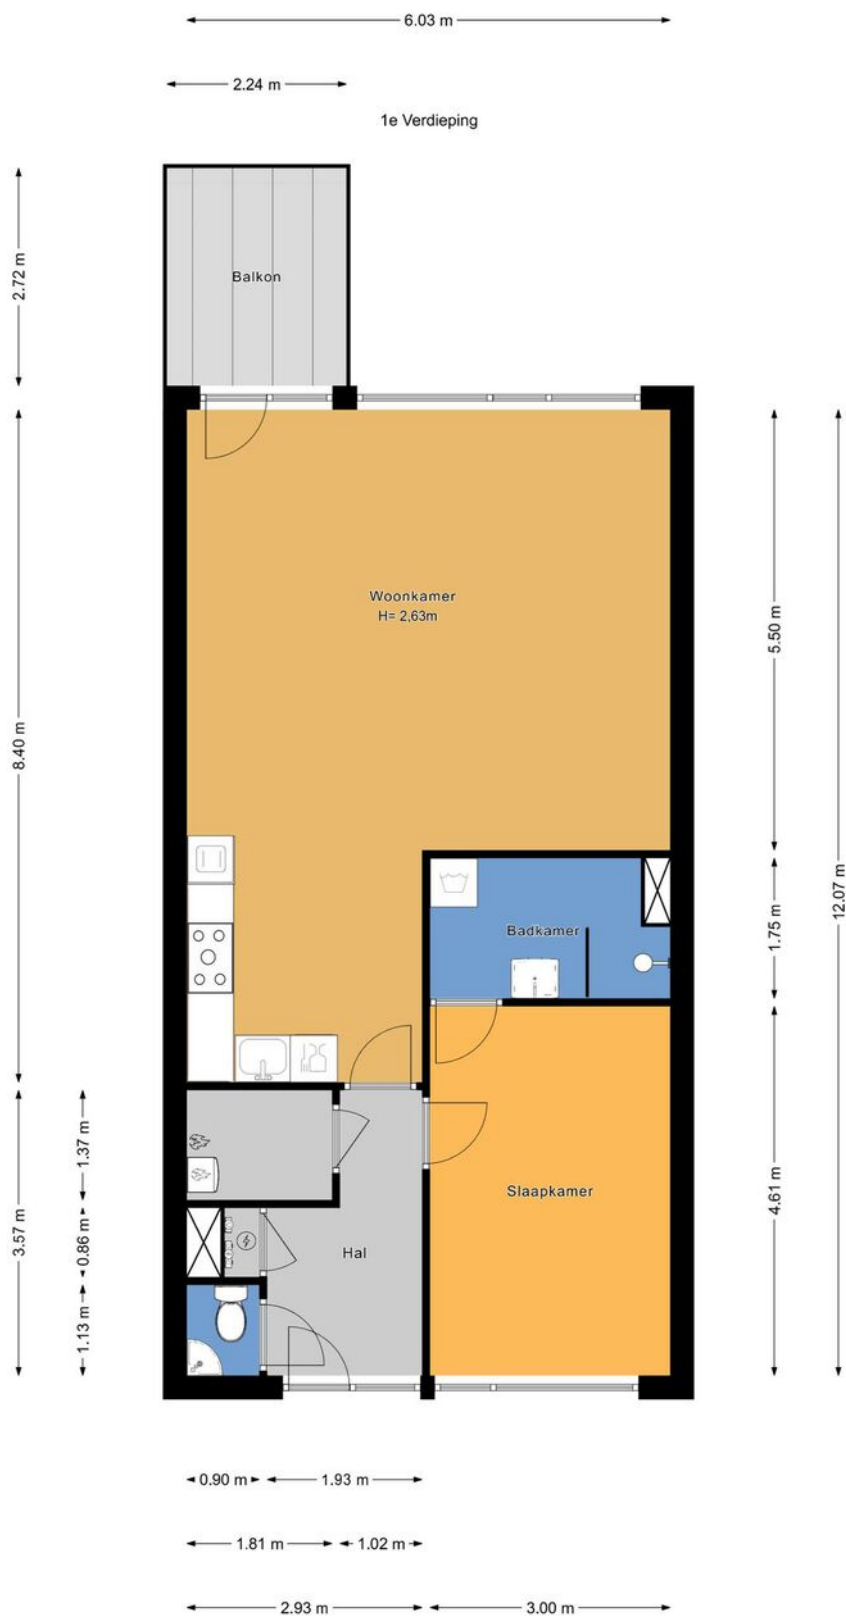 6.03 m
2.24 m
1e Verdieping
2.72 m
Balkon
Woonkamer
H= 2,63m
5.50 m
8.40 m
12.07 m
1.75 m
Badkamer
1.37 m
4.61 m
Slaapkamer
3.57 m
0.86 m
Hal
1.13 m
0.90 m
1.93 m
1.81 m
1.02 m
2.93 m
3.00 m